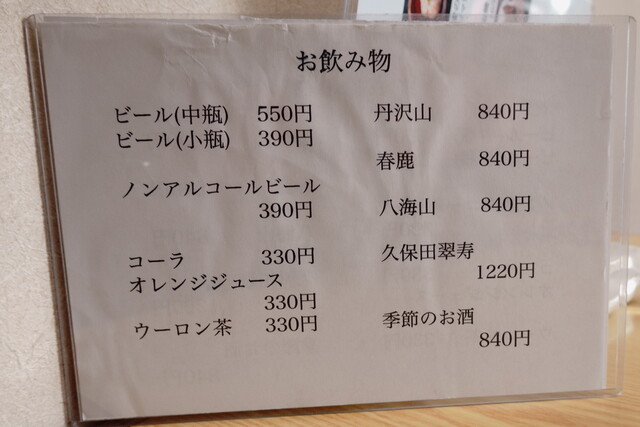 お飲み物
ビール(中瓶) 550円
ビール(小瓶) 390円
ノンアルコールビール
390円
コーラ 330円
オレンジジュース
330円
ウーロン茶 330円
丹沢山 840円
春鹿 840円
八海山 840円
久保田翠寿
1220円
季節のお酒
840円